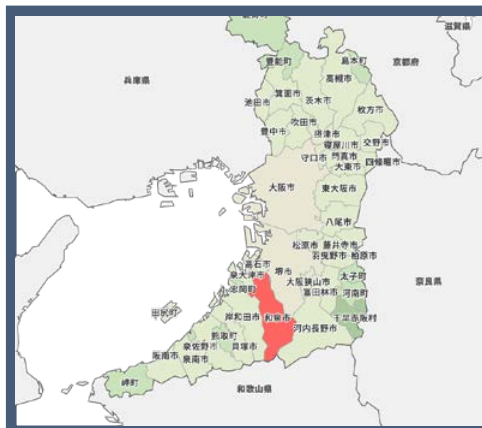 滋賀県
能勢町
京都府
豊能町
島本町
高槻市
兵庫県
箕面市
茨木市
池田市
枚方市
吹田市
豊中市
摂津市
寝屋川市
交野市
守口市
門真市
四條畷市
大東市
大阪市
東大阪市
八尾市
松原市
藤井寺市
羽曳野市
柏原市
高石市
堺市
泉大津市
大阪狭山市
太子町
忠岡町
富田林市
河南町
奈良県
田尻町
岸和田市
和泉市
千早赤阪村
熊取町
河内長野市
泉佐野市
貝塚市
阪南市
泉南市
岬町
和歌山県